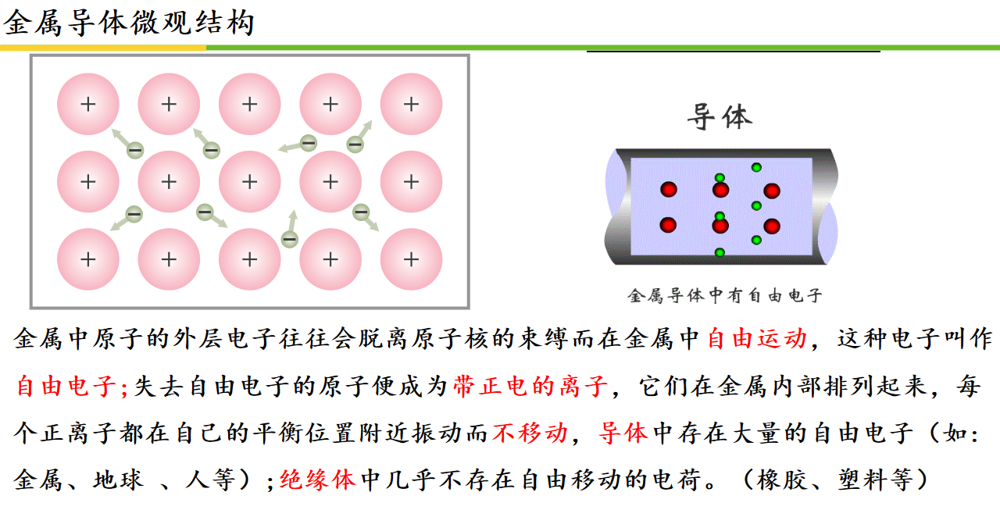 金属导体微观结构
+ + + + +
− − − −
+ + + + +
− − − −
+ + + + +
导体
金属导体中有自由电子
金属中原子的外层电子往往会脱离原子核的束缚而在金属中自由运动，这种电子叫作
自由电子;失去自由电子的原子便成为带正电的离子，它们在金属内部排列起来，每
个正离子都在自己的平衡位置附近振动而不移动，导体中存在大量的自由电子（如：
金属、地球 、人等）;绝缘体中几乎不存在自由移动的电荷。（橡胶、塑料等）